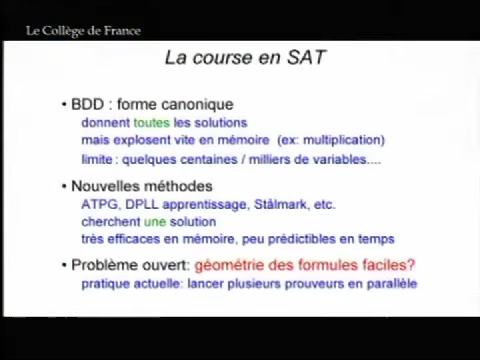 Le Collège de France
La course en SAT
• BDD : forme canonique
donnent toutes les solutions
mais explosent vite en mémoire (ex: multiplication)
limite : quelques centaines / milliers de variables....
• Nouvelles méthodes
ATPG, DPLL apprentissage, Stålmark, etc.
cherchent une solution
très efficaces en mémoire, peu prédictibles en temps
• Problème ouvert: géométrie des formules faciles?
pratique actuelle: lancer plusieurs prouveurs en parallèle